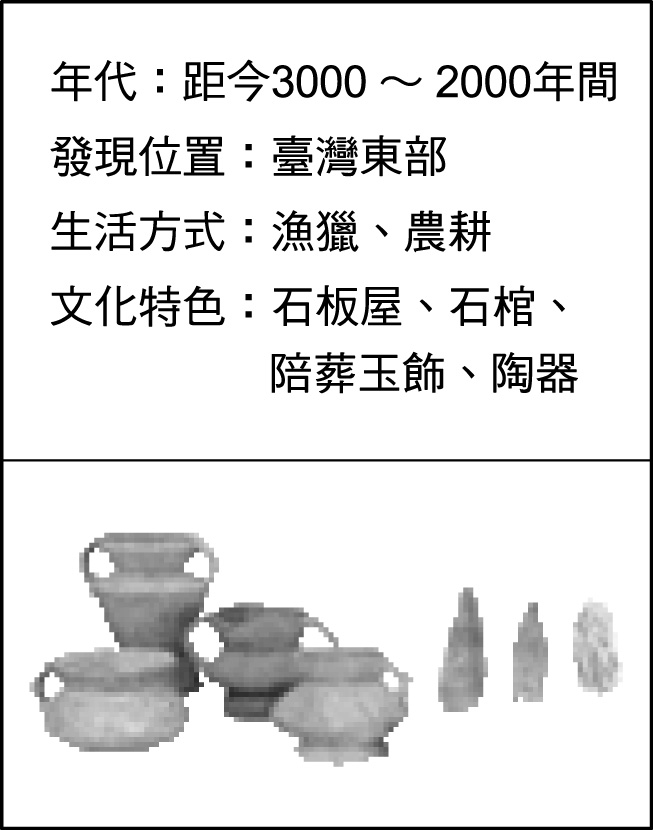 年代：距今3000 ～ 2000年間
發現位置：臺灣東部
生活方式：漁獵、農耕
文化特色：石板屋、石棺、
陪葬玉飾、陶器